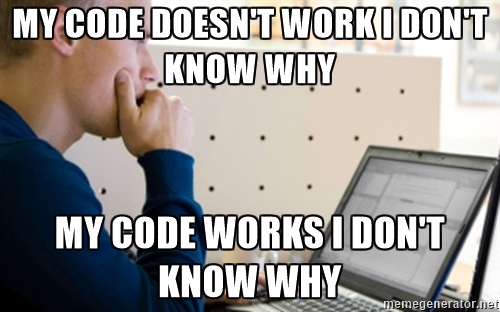 MY CODE DOESN'T WORK I DON'T
KNOW WHY
MY CODE WORKS I DON'T
KNOW WHY
memegenerator.net